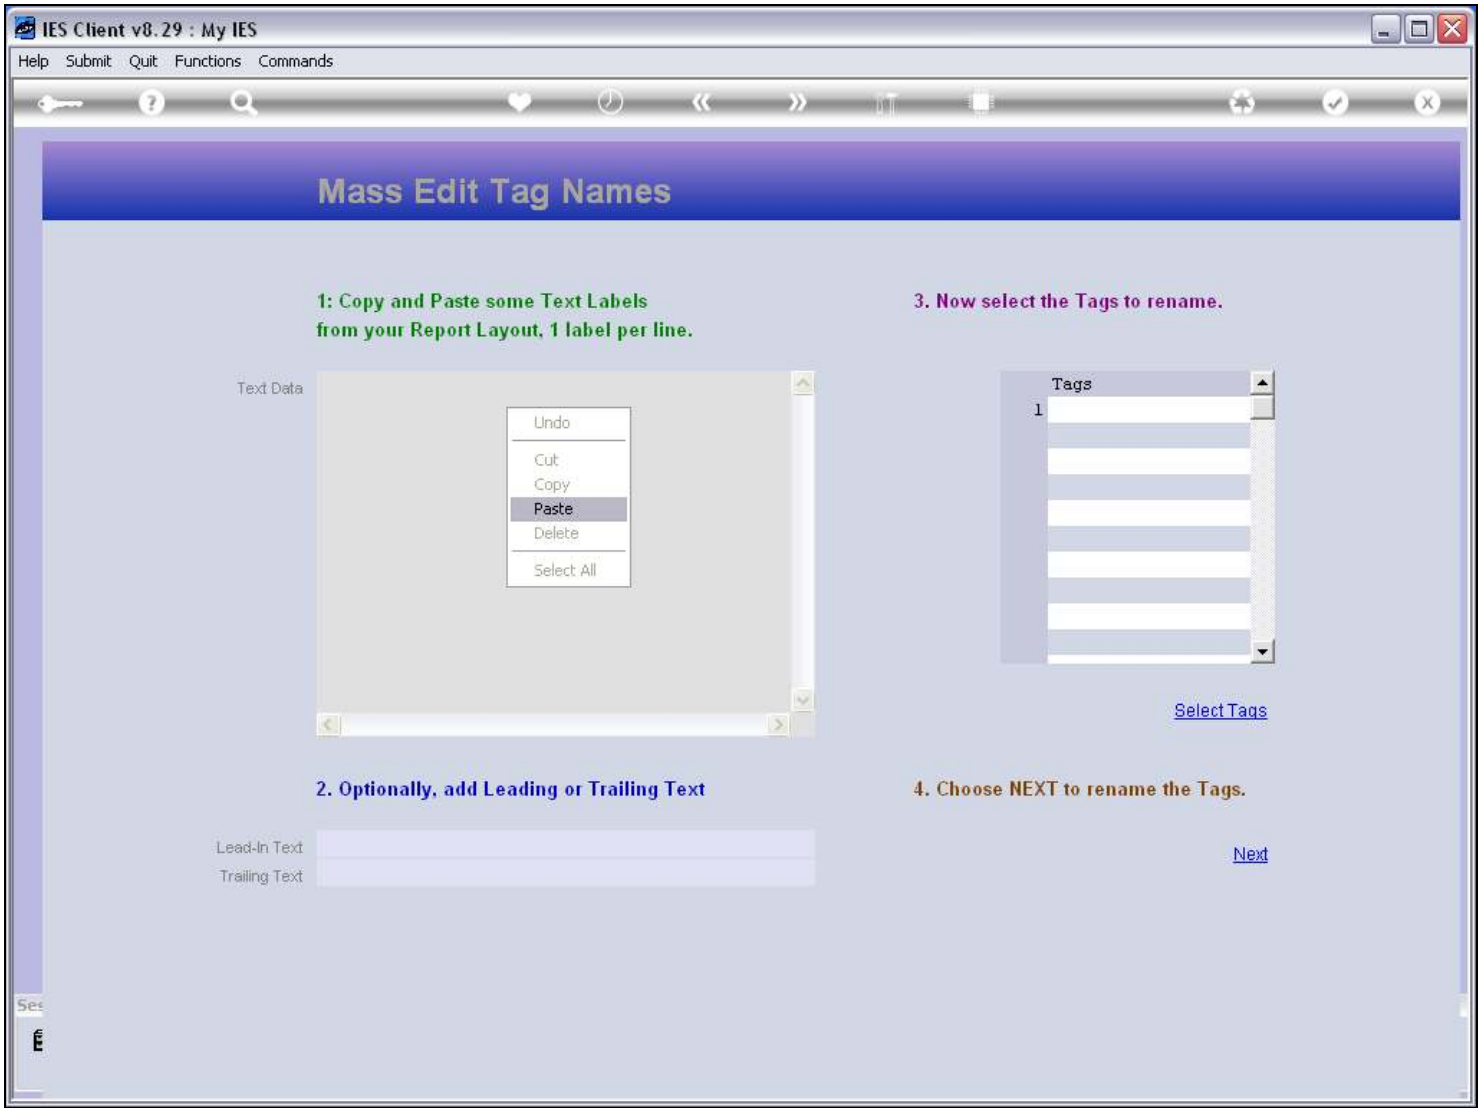 IES Client v8.29 : My IES
Help Submit Quit Functions Commands
Mass Edit Tag Names
1: Copy and Paste some Text Labels
from your Report Layout, 1 label per line.
3. Now select the Tags to rename.
Text Data
Undo
Cut
Copy
Paste
Delete
Select All
Tags
1
Select Tags
2. Optionally, add Leading or Trailing Text
4. Choose NEXT to rename the Tags.
Lead-In Text
Trailing Text
Next